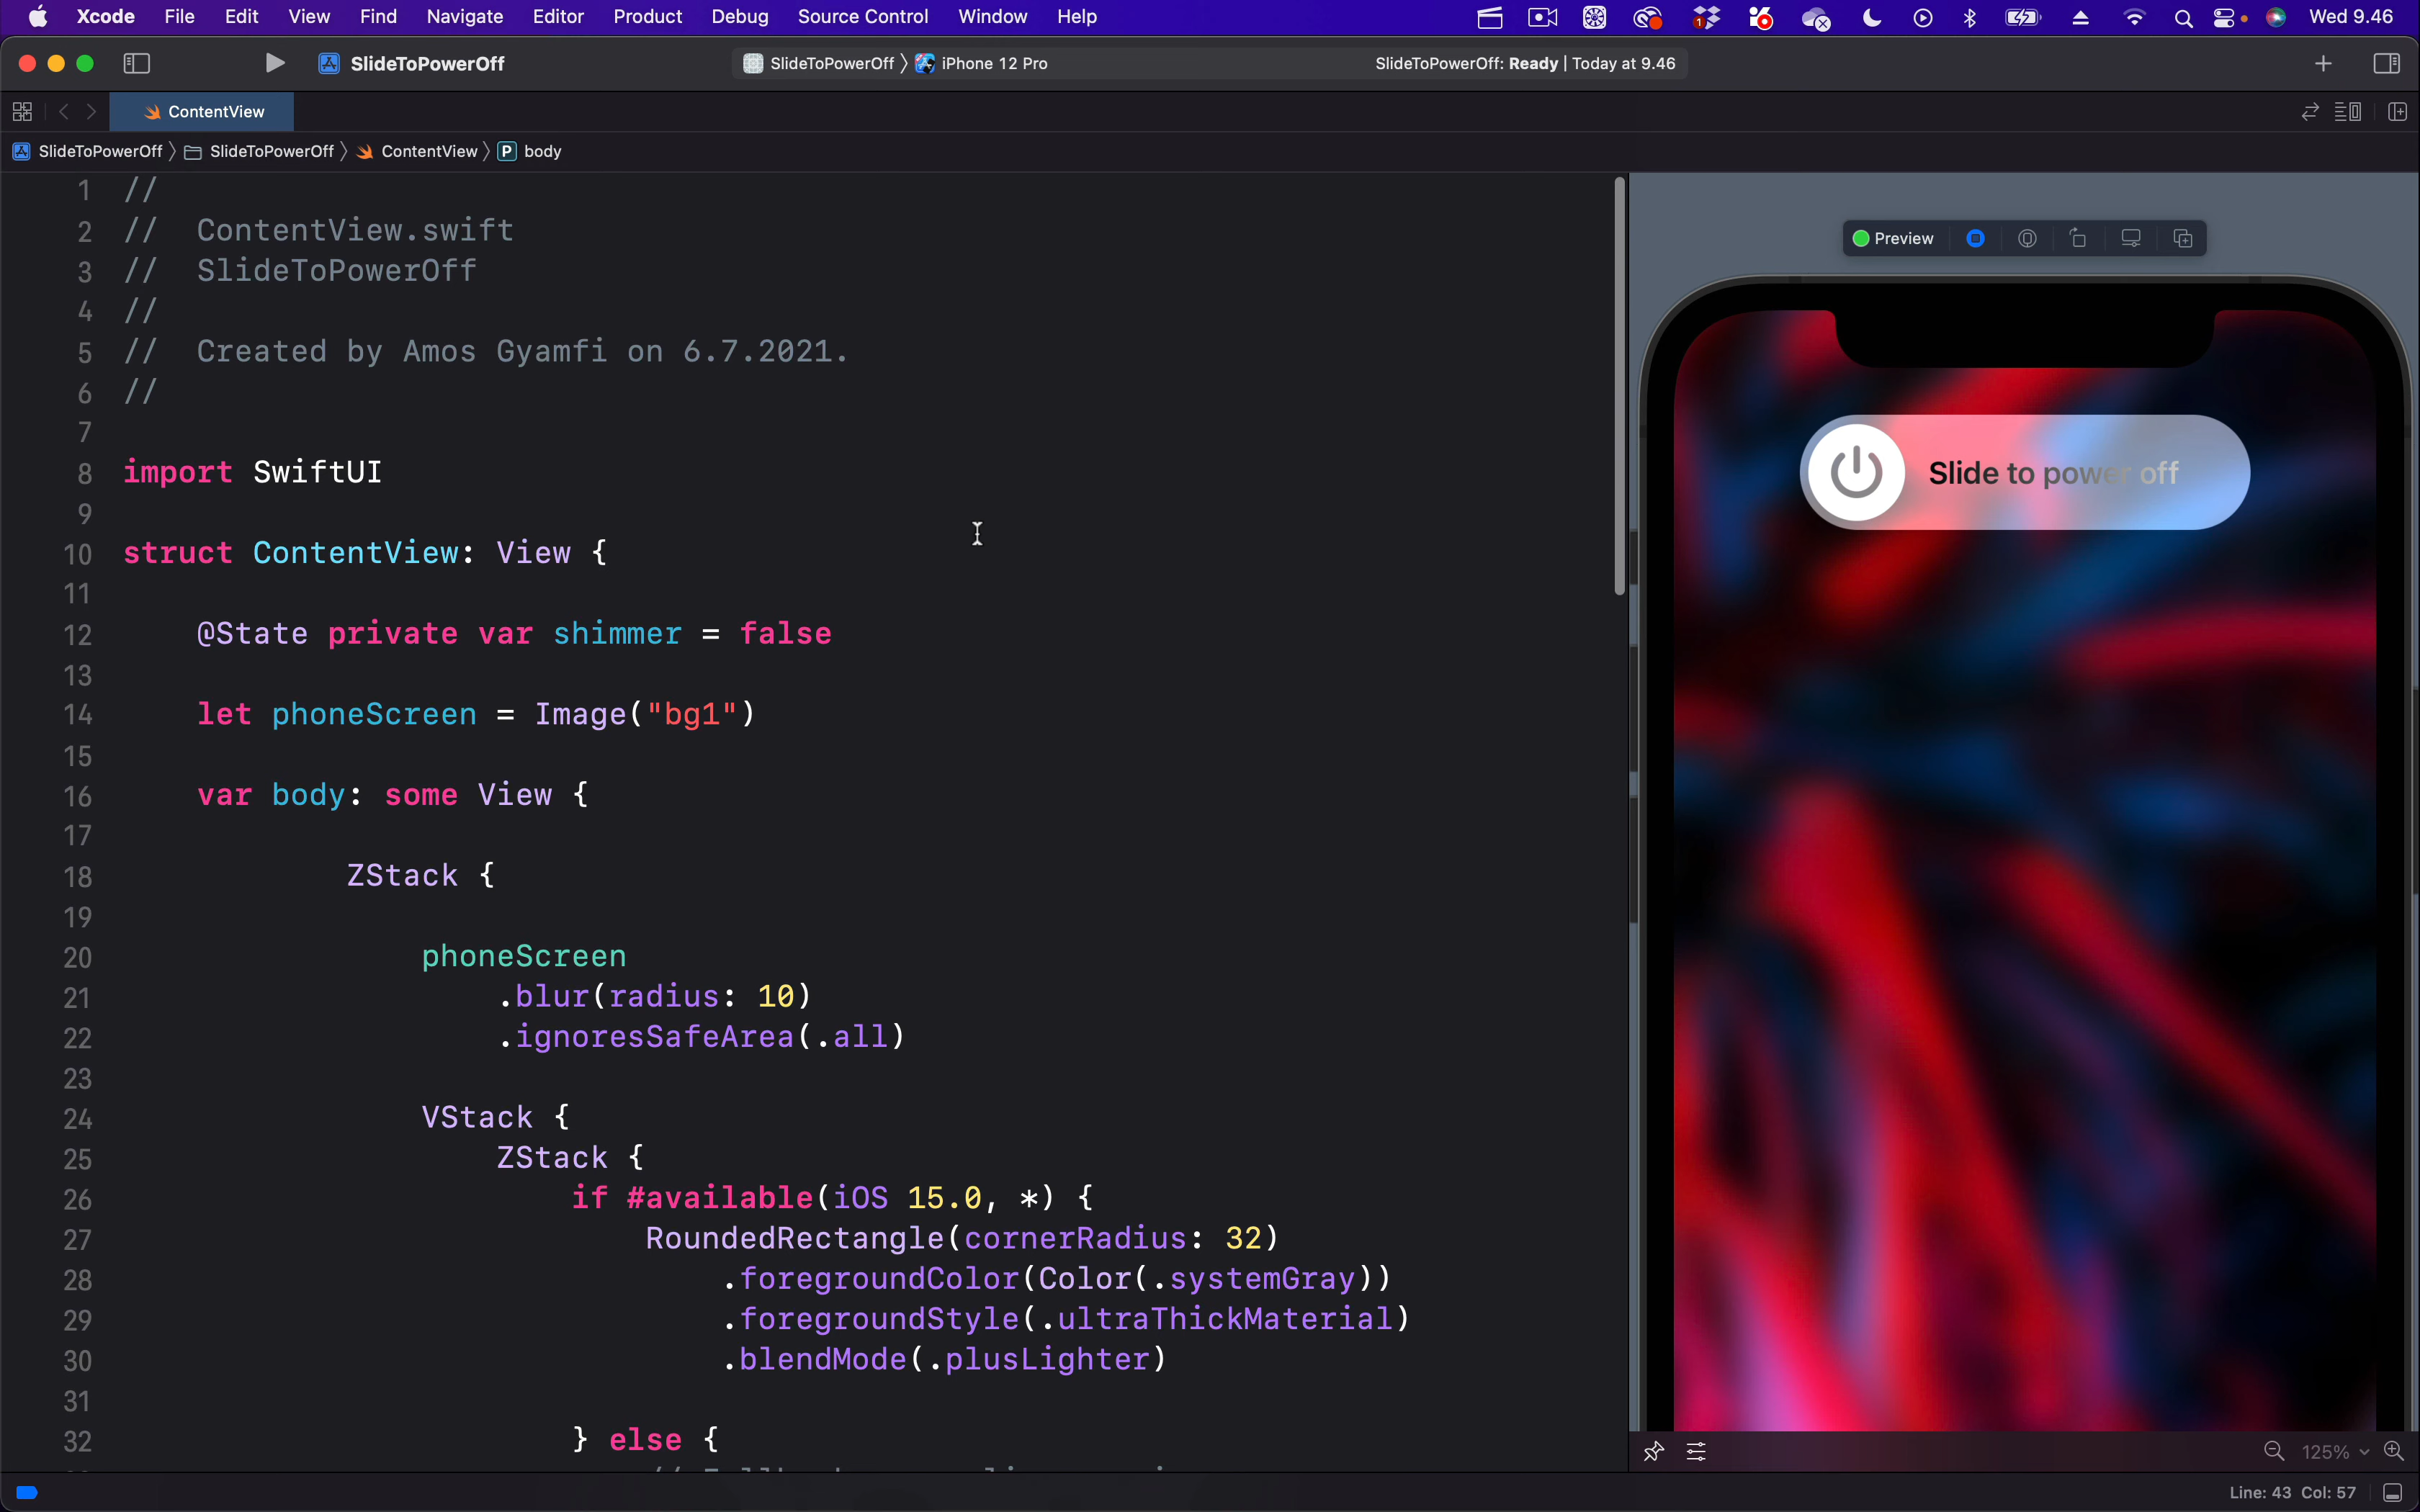 Xcode File Edit View Find Navigate Editor Product Debug Source Control Window Help Wed 9.46
SlideToPowerOff SlideToPowerOff 〉 iPhone 12 Pro SlideToPowerOff: Ready | Today at 9.46
ContentView
SlideToPowerOff 〉 SlideToPowerOff 〉 ContentView 〉 P body
1 //
2 //  ContentView.swift
3 //  SlideToPowerOff
4 //
5 //  Created by Amos Gyamfi on 6.7.2021.
6 //
7
8 import SwiftUI
9
10 struct ContentView: View {
11
12     @State private var shimmer = false
13
14     let phoneScreen = Image("bg1")
15
16     var body: some View {
17
18             ZStack {
19
20                 phoneScreen
21                     .blur(radius: 10)
22                     .ignoresSafeArea(.all)
23
24                 VStack {
25                     ZStack {
26                         if #available(iOS 15.0, *) {
27                             RoundedRectangle(cornerRadius: 32)
28                                 .foregroundColor(Color(.systemGray))
29                                 .foregroundStyle(.ultraThickMaterial)
30                                 .blendMode(.plusLighter)
31
32                         } else {
Preview
Slide to power off
125%
Line: 43 Col: 57